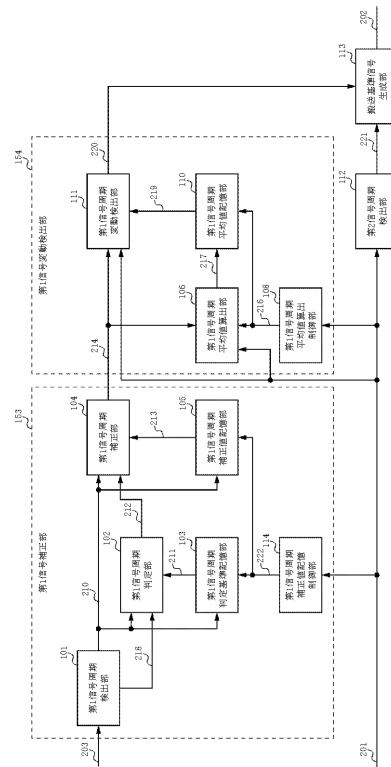 153
第1信号補正部
154
第1信号変動検出部
203
101
第1信号周期
検出部
210
218
102
第1信号周期
判定部
211
212
103
第1信号周期
判定基準記憶部
222
114
第1信号周期
補正値記憶
制御部
104
第1信号周期
補正部
213
105
第1信号周期
補正値記憶部
214
106
第1信号周期
平均値算出部
216
108
第1信号周期
平均値算出
制御部
217
111
第1信号周期
変動検出部
219
110
第1信号周期
平均値記憶部
220
201
112
第2信号周期
検出部
221
113
搬送基準信号
生成部
202